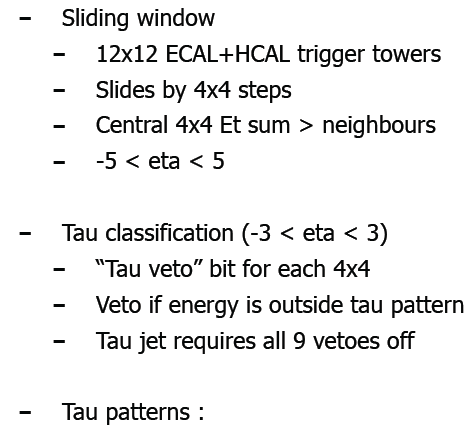 – Sliding window
– 12x12 ECAL+HCAL trigger towers
– Slides by 4x4 steps
– Central 4x4 Et sum > neighbours
– -5 < eta < 5
– Tau classification (-3 < eta < 3)
– “Tau veto” bit for each 4x4
– Veto if energy is outside tau pattern
– Tau jet requires all 9 vetoes off
– Tau patterns :